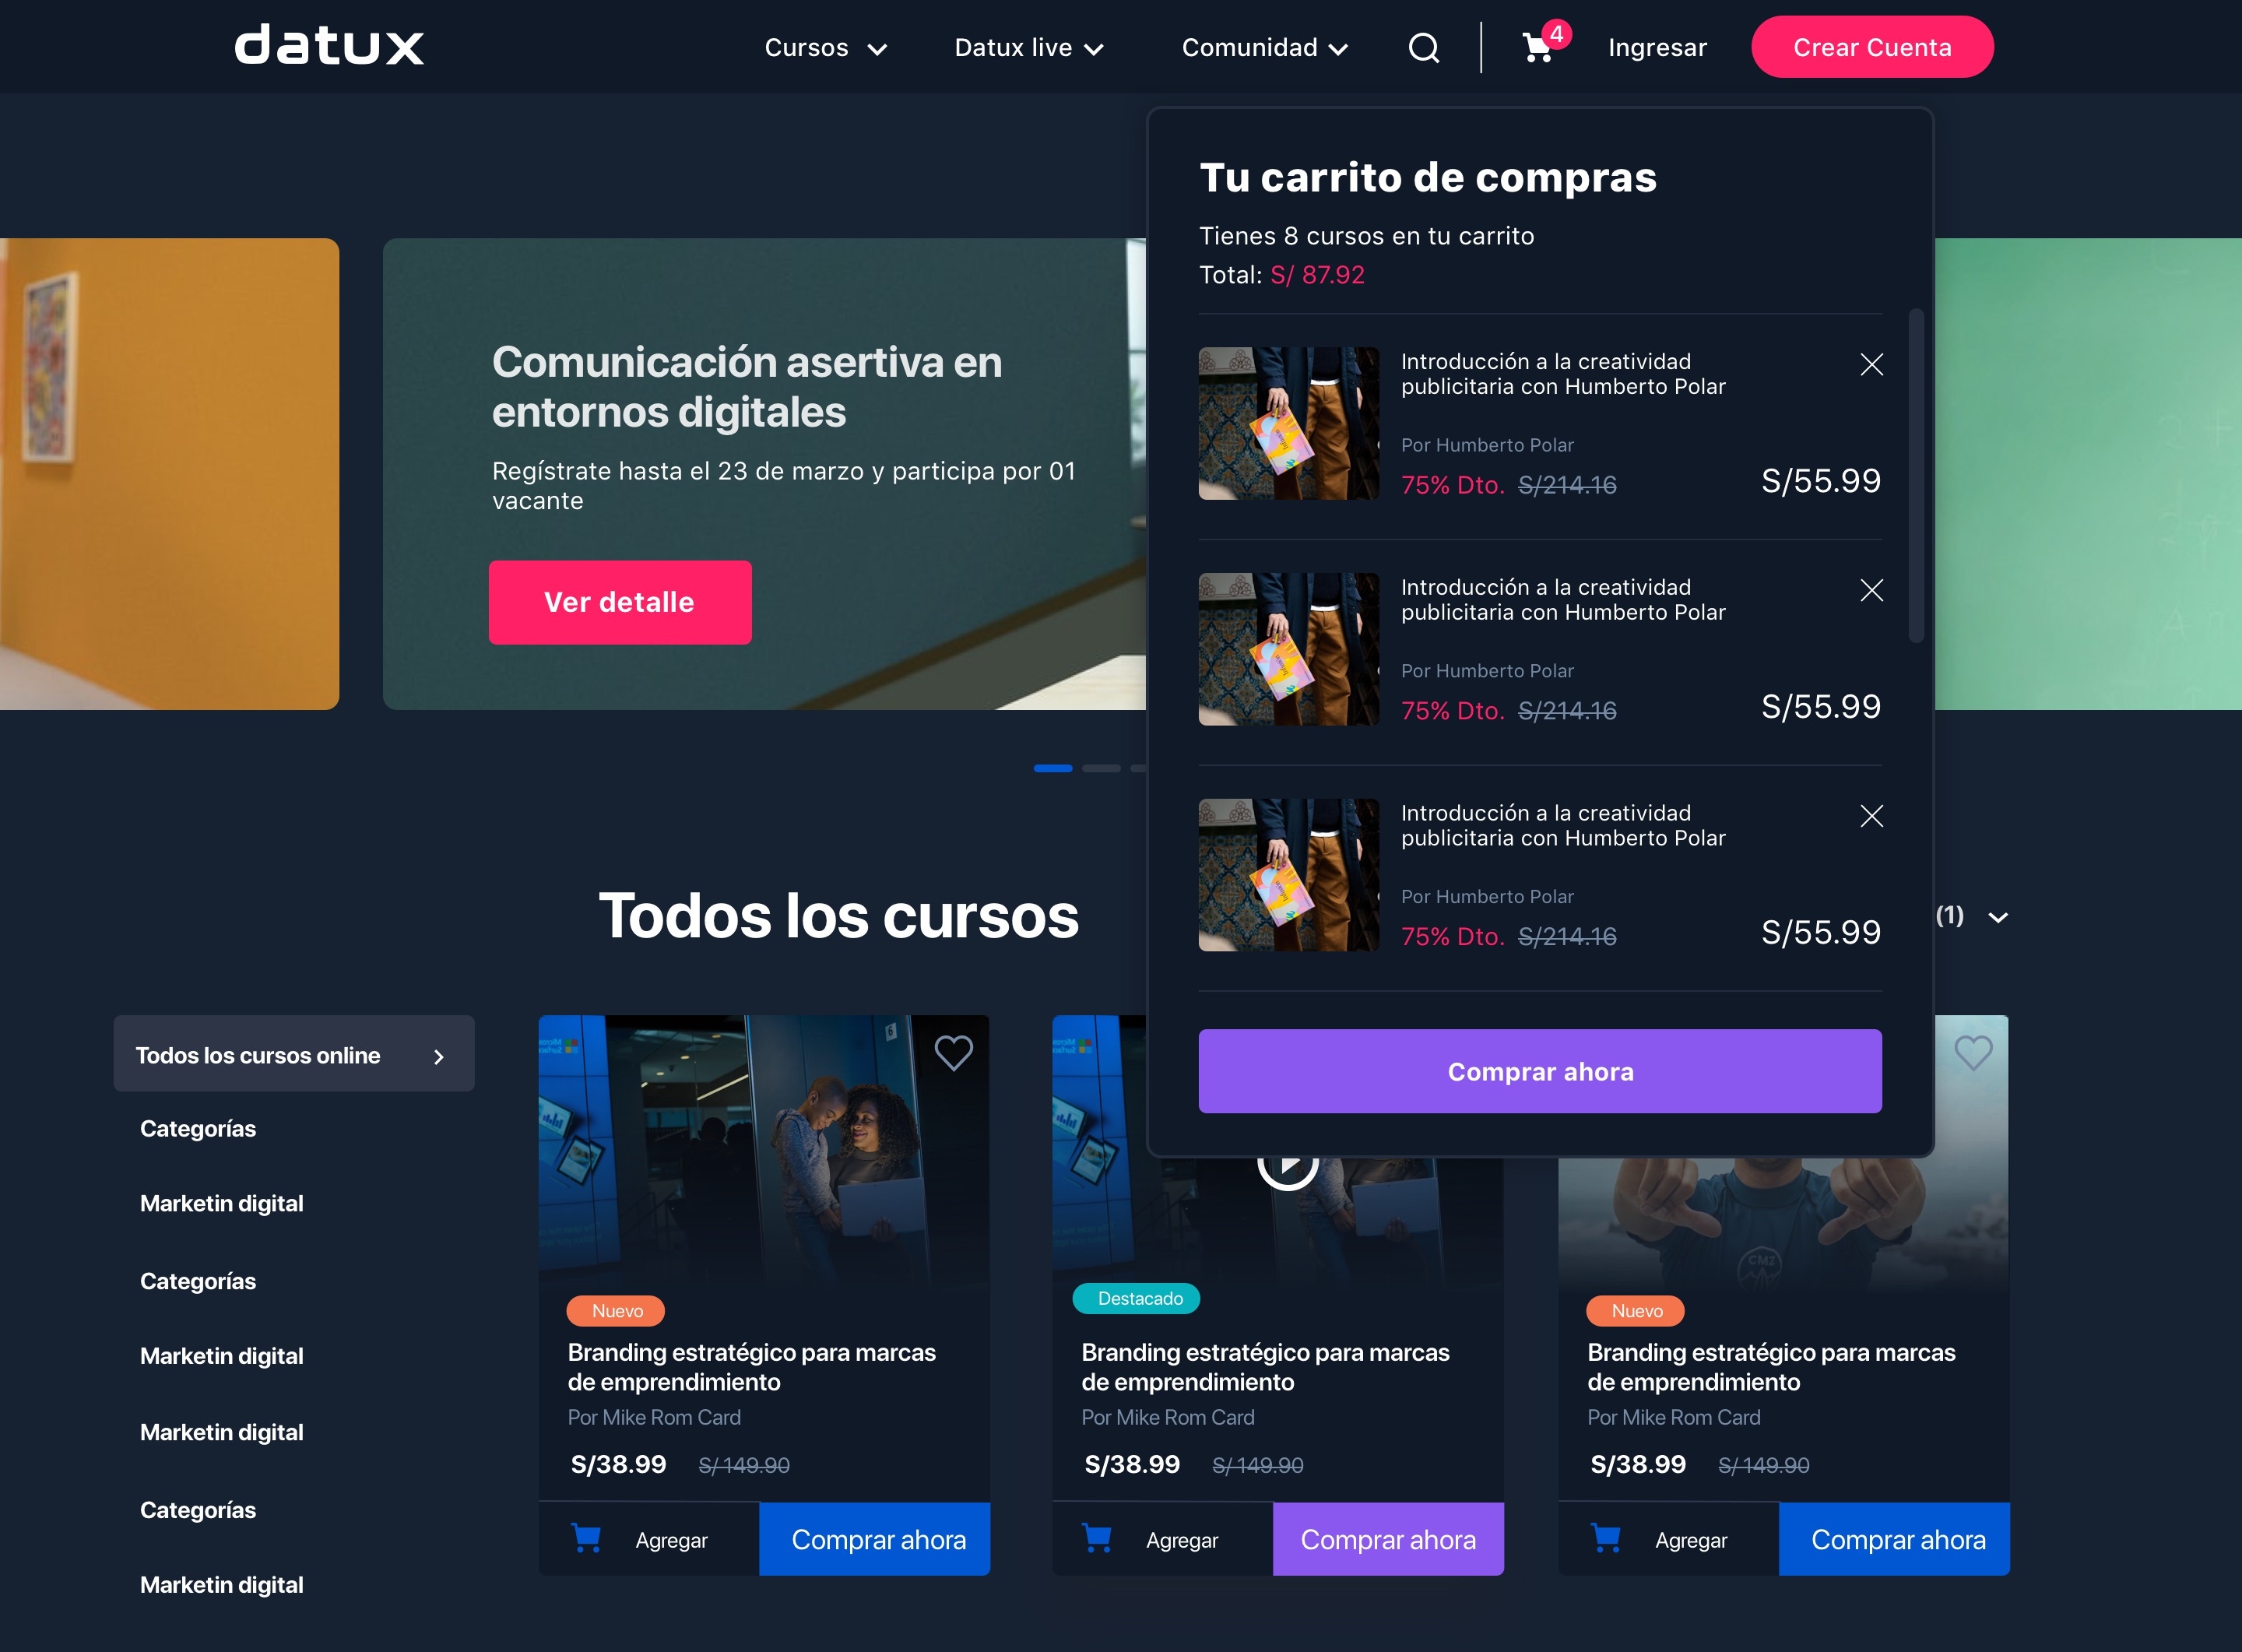 datux
Cursos
Datux live
Comunidad
4
Ingresar
Crear Cuenta
Tu carrito de compras
Tienes 8 cursos en tu carrito
Total: S/ 87.92
Comunicación asertiva en
entornos digitales
Regístrate hasta el 23 de marzo y participa por 01
vacante
Ver detalle
Introducción a la creatividad
publicitaria con Humberto Polar
Por Humberto Polar
75% Dto. S/214.16
S/55.99
Introducción a la creatividad
publicitaria con Humberto Polar
Por Humberto Polar
75% Dto. S/214.16
S/55.99
Introducción a la creatividad
publicitaria con Humberto Polar
Por Humberto Polar
75% Dto. S/214.16
S/55.99
Comprar ahora
Todos los cursos
(1)
Todos los cursos online
Categorías
Marketin digital
Categorías
Marketin digital
Marketin digital
Categorías
Marketin digital
6
Nuevo
Branding estratégico para marcas
de emprendimiento
Por Mike Rom Card
S/38.99 S/ 149.90
Agregar
Comprar ahora
Destacado
Branding estratégico para marcas
de emprendimiento
Por Mike Rom Card
S/38.99 S/ 149.90
Agregar
Comprar ahora
CMZ
Nuevo
Branding estratégico para marcas
de emprendimiento
Por Mike Rom Card
S/38.99 S/ 149.90
Agregar
Comprar ahora